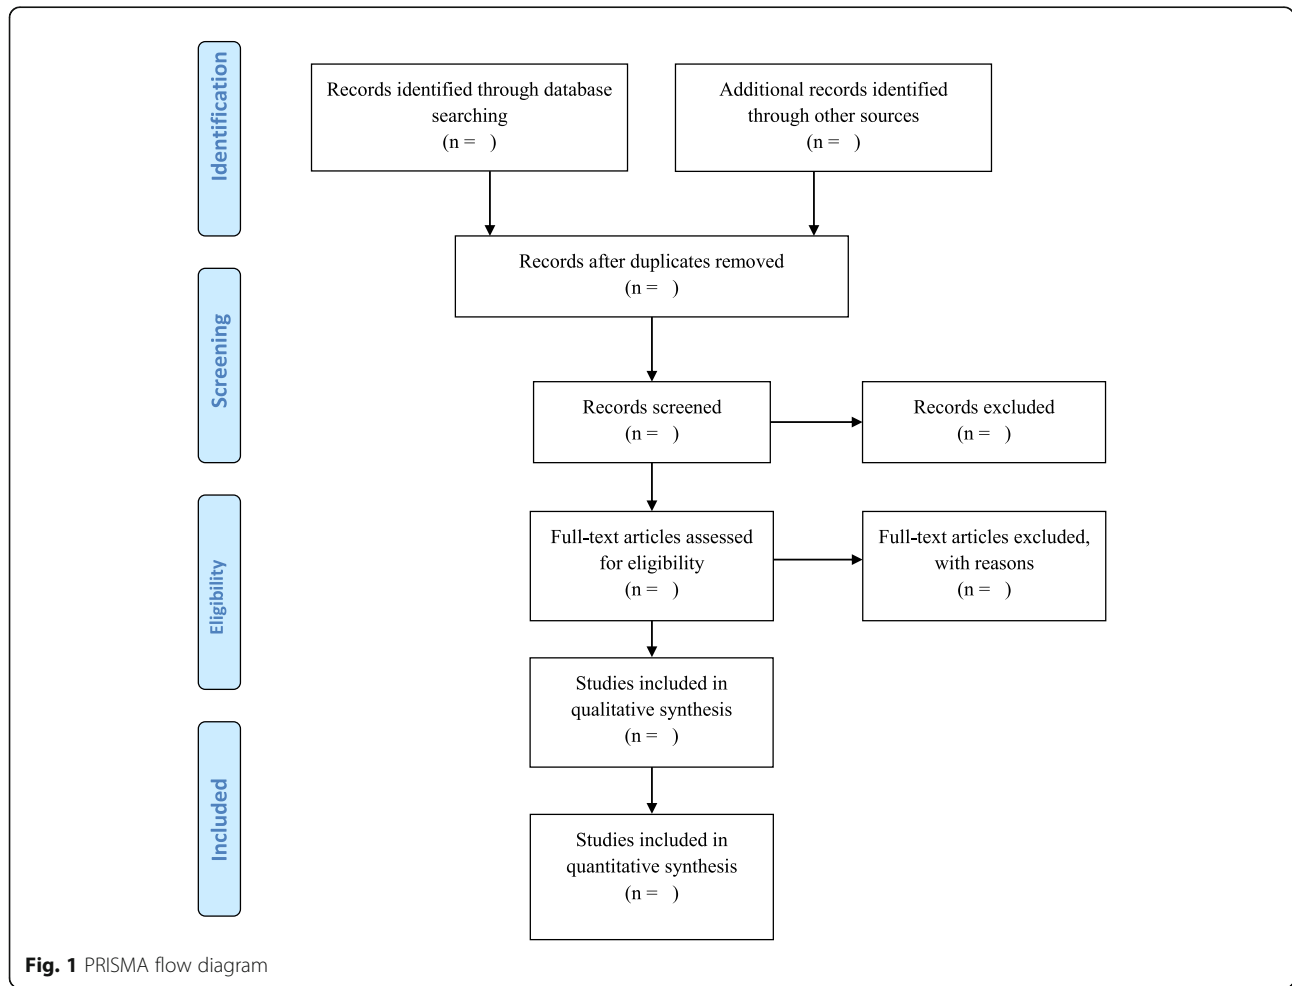 Identification
Records identified through database
searching
(n =   )
Additional records identified
through other sources
(n =   )
Records after duplicates removed
(n =   )
Screening
Records screened
(n =   )
Records excluded
(n =   )
Eligibility
Full-text articles assessed
for eligibility
(n =   )
Full-text articles excluded,
with reasons
(n =   )
Studies included in
qualitative synthesis
(n =   )
Included
Studies included in
quantitative synthesis
(n =   )
Fig. 1 PRISMA flow diagram